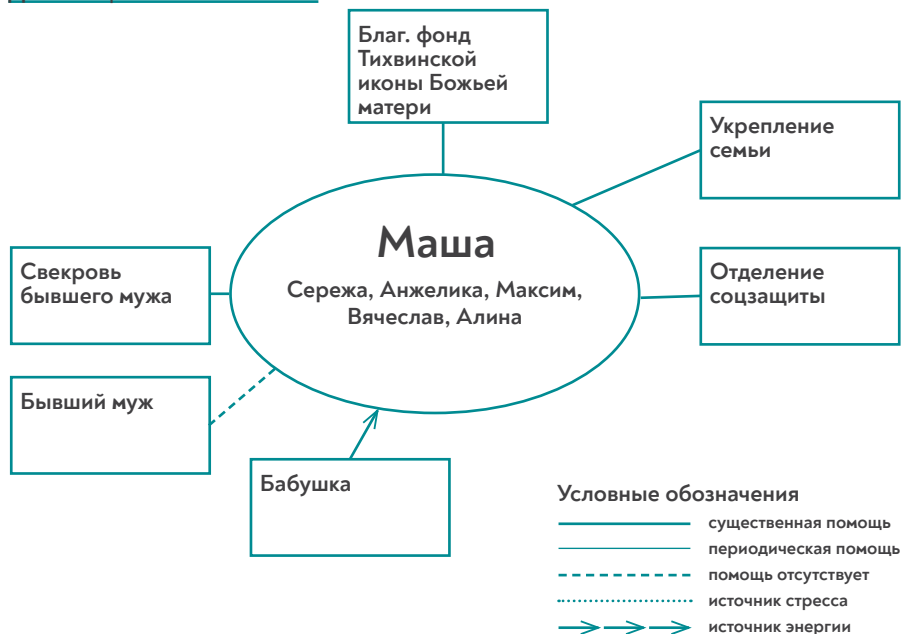 Благ. фонд
Тихвинской
иконы Божьей
матери
Укрепление
семьи
Маша
Сережа, Анжелика, Максим,
Вячеслав, Алина
Свекровь
бывшего мужа
Отделение
соцзащиты
Бывший муж
Бабушка
Условные обозначения
существенная помощь
периодическая помощь
помощь отсутствует
источник стресса
источник энергии